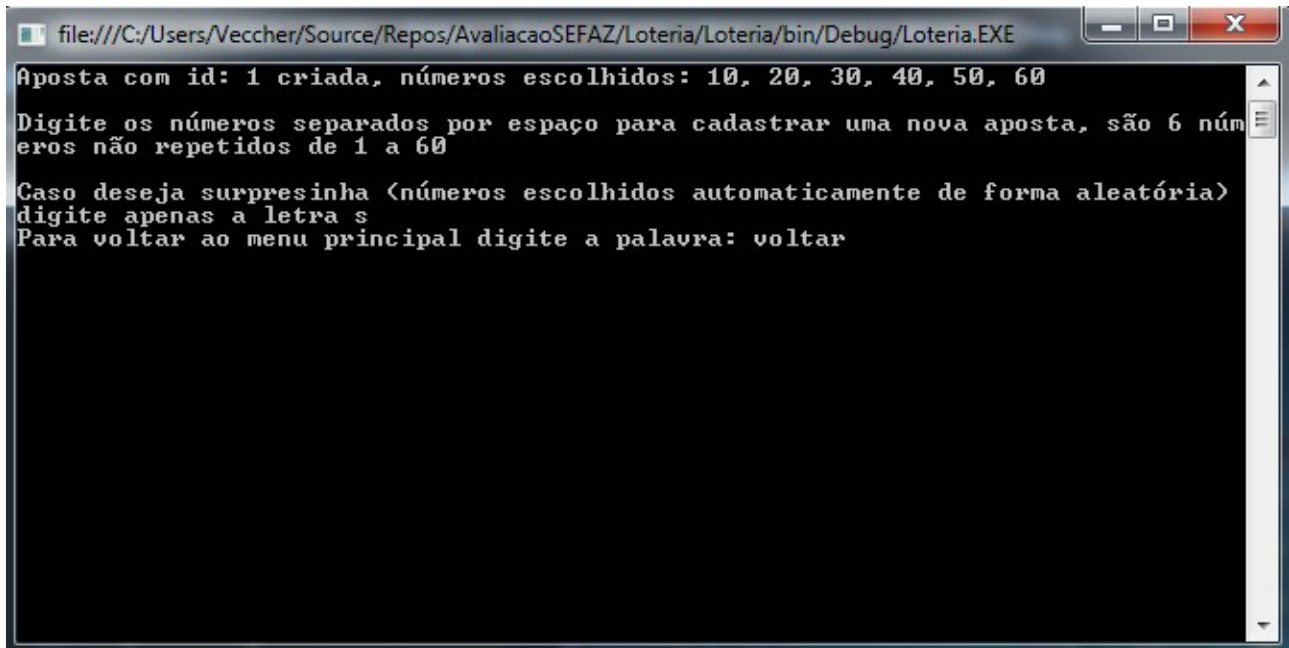 file:///C:/Users/Veccher/Source/Repos/AvaliacaoSEFAZ/Loteria/Loteria/bin/Debug/Loteria.EXE
Aposta com id: 1 criada, números escolhidos: 10, 20, 30, 40, 50, 60
Digite os números separados por espaço para cadastrar uma nova aposta, são 6 núm
eros não repetidos de 1 a 60
Caso deseja surpresinha (números escolhidos automaticamente de forma aleatória)
digite apenas a letra s
Para voltar ao menu principal digite a palavra: voltar